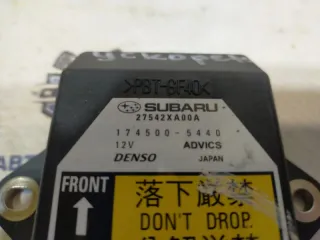 >PBT-GF40<
SUBARU
27542XA00A
174500-5440
12V ADVICS
DENSO JAPAN
FRONT
落下厳禁
DON'T DROP.